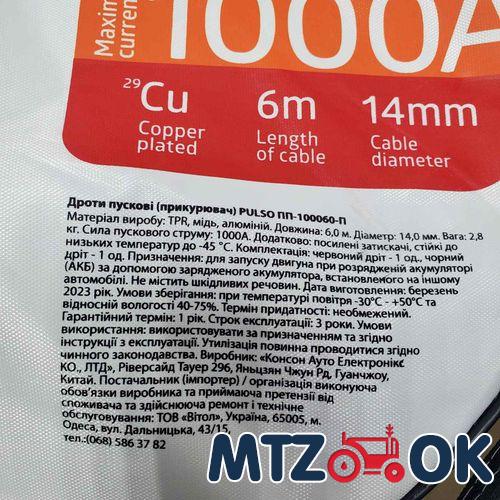 Maxim
current
1000A
29
Cu
6m
14mm
Copper
plated
Length
of cable
Cable
diameter
Дроти пускові (прикурювач) PULSO ПП-100060-П
Матеріал виробу: TPR, мідь, алюміній. Довжина: 6,0 м. Діаметр: 14,0 мм. Вага: 2,8
кг. Сила пускового струму: 1000А. Додатково: посилені затискачі, стійкі до
низьких температур до -45 °С. Комплектація: червоний дріт - 1 од., чорний
дріт - 1 од. Призначення: для запуску двигуна при розрядженій акумуляторі
(АКБ) за допомогою зарядженого акумулятора, встановленого на іншому
автомобілі. Не містить шкідливих речовин. Дата виготовлення: березень
2023 рік. Умови зберігання: при температурі повітря -30°С - +50°С та
відносній вологості 40-75%. Термін придатності: необмежений.
Гарантійний термін: 1 рік. Строк експлуатації: 3 роки. Умови
використання: використовувати за призначенням та згідно
інструкції з експлуатації. Утилізація повинна проводитися згідно
чинного законодавства. Виробник: «Консон Ауто Електронікс
КО., ЛТД», Ріверсайд Тауер 296, Яньцзян Чжун Рд, Гуанчжоу,
Китай. Постачальник (імпортер) / організація виконуюча
обов'язки виробника та приймаюча претензії від
споживача та здійснююча ремонт і технічне
обслуговування: ТОВ «Вітол», Україна, 65005, м.
Одеса, вул. Дальницька, 43/15,
тел.:(068) 586 37 82
MTZ OK